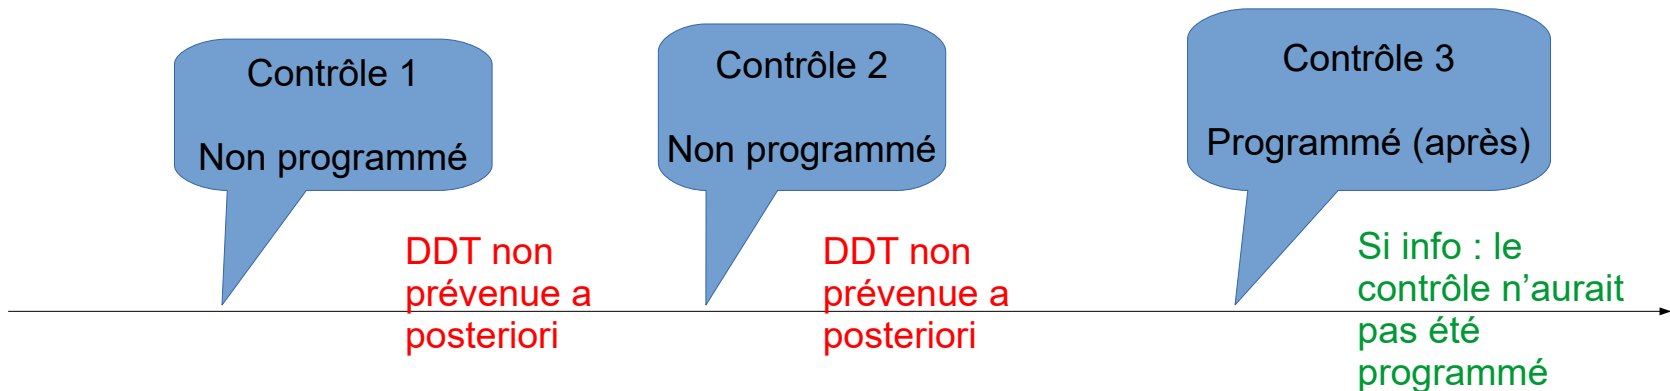 Contrôle 1
Non programmé
Contrôle 2
Non programmé
Contrôle 3
Programmé (après)
DDT non
prévenue a
posteriori
DDT non
prévenue a
posteriori
Si info : le
contrôle n’aurait
pas été
programmé